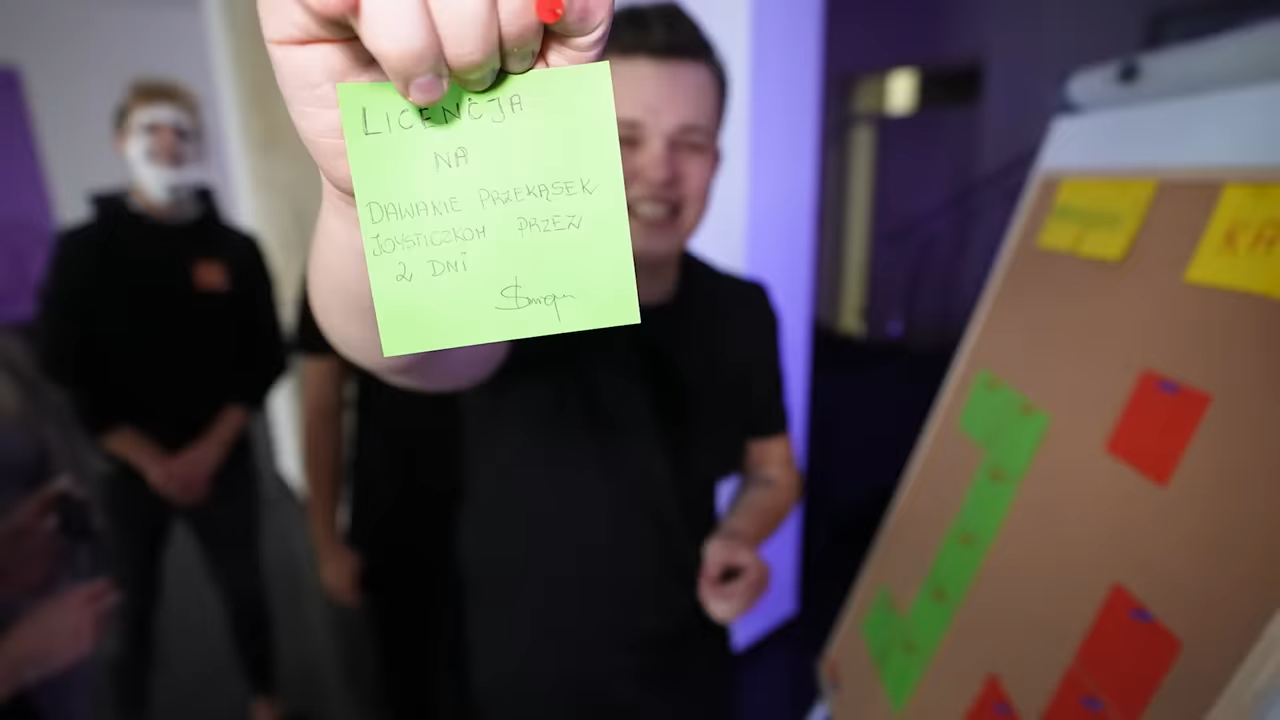 LICENCJA
NA
DAWANIE PRZEKĄSEK
JOYSTICZKOM PRZEZ
2 DNI